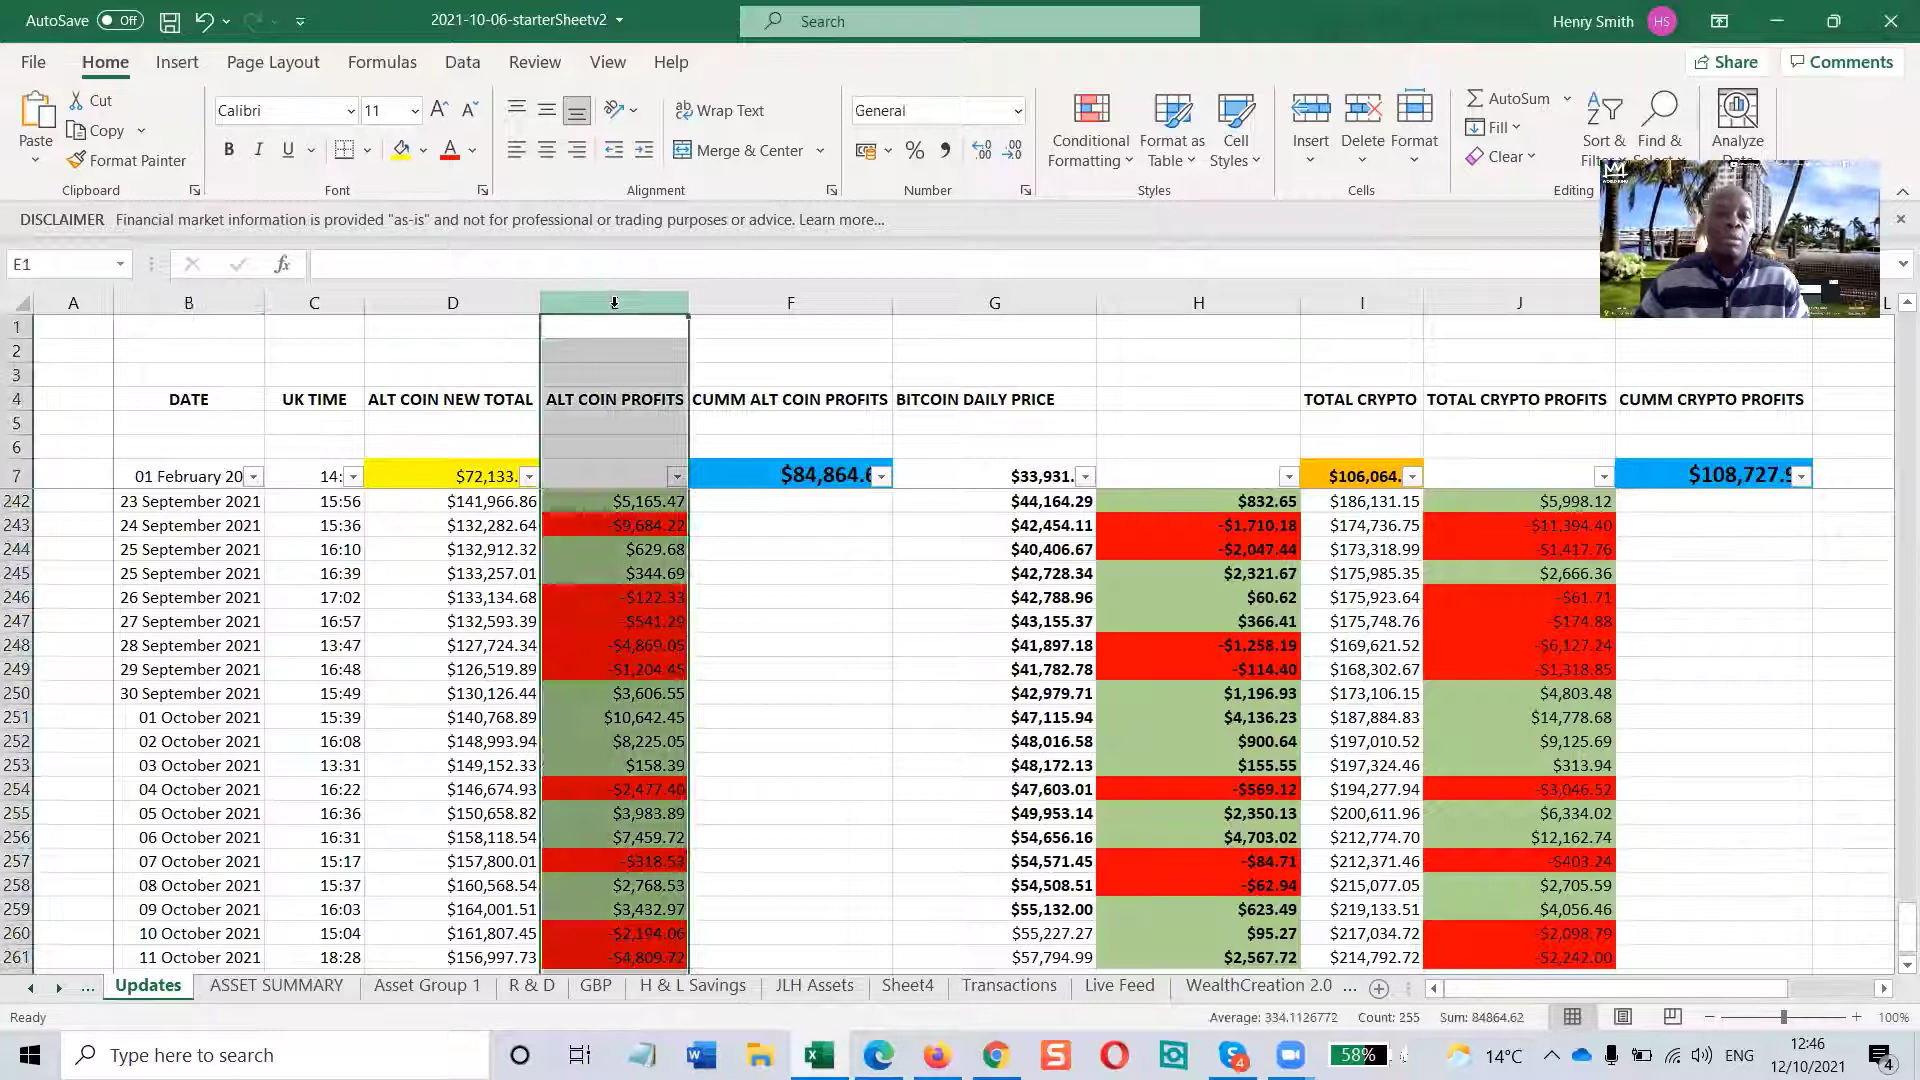 AutoSave Off 2021-10-06-starterSheetv2 Search Henry Smith HS
File Home Insert Page Layout Formulas Data Review View Help Share Comments
Paste Cut Copy Format Painter
Calibri 11 Wrap Text Merge & Center General
Conditional Formatting Format as Table Cell Styles Insert Delete Format
AutoSum Fill Clear Sort & Find & Analyze
Clipboard Font Alignment Number Styles Cells Editing
DISCLAIMER Financial market information is provided "as-is" and not for professional or trading purposes or advice. Learn more...
E1 fx
A B C D E F G H I J L
1
2
3
4 DATE UK TIME ALT COIN NEW TOTAL ALT COIN PROFITS CUMM ALT COIN PROFITS BITCOIN DAILY PRICE TOTAL CRYPTO TOTAL CRYPTO PROFITS CUMM CRYPTO PROFITS
5
6
7 01 February 20 14: $72,133. $84,864.6 $33,931. $106,064. $108,727.9
242 23 September 2021 15:56 $141,966.86 $5,165.47 $44,164.29 $832.65 $186,131.15 $5,998.12
243 24 September 2021 15:36 $132,282.64 -$9,684.22 $42,454.11 -$1,710.18 $174,736.75 -$11,394.40
244 25 September 2021 16:10 $132,912.32 $629.68 $40,406.67 -$2,047.44 $173,318.99 -$1,417.76
245 25 September 2021 16:39 $133,257.01 $344.69 $42,728.34 $2,321.67 $175,985.35 $2,666.36
246 26 September 2021 17:02 $133,134.68 -$122.33 $42,788.96 $60.62 $175,923.64 -$61.71
247 27 September 2021 16:57 $132,593.39 -$541.29 $43,155.37 $366.41 $175,748.76 -$174.88
248 28 September 2021 13:47 $127,724.34 -$4,869.05 $41,897.18 -$1,258.19 $169,621.52 -$6,127.24
249 29 September 2021 16:48 $126,519.89 -$1,204.45 $41,782.78 -$114.40 $168,302.67 -$1,318.85
250 30 September 2021 15:49 $130,126.44 $3,606.55 $42,979.71 $1,196.93 $173,106.15 $4,803.48
251 01 October 2021 15:39 $140,768.89 $10,642.45 $47,115.94 $4,136.23 $187,884.83 $14,778.68
252 02 October 2021 16:08 $148,993.94 $8,225.05 $48,016.58 $900.64 $197,010.52 $9,125.69
253 03 October 2021 13:31 $149,152.33 $158.39 $48,172.13 $155.55 $197,324.46 $313.94
254 04 October 2021 16:22 $146,674.93 -$2,477.40 $47,603.01 -$569.12 $194,277.94 -$3,046.52
255 05 October 2021 16:36 $150,658.82 $3,983.89 $49,953.14 $2,350.13 $200,611.96 $6,334.02
256 06 October 2021 16:31 $158,118.54 $7,459.72 $54,656.16 $4,703.02 $212,774.70 $12,162.74
257 07 October 2021 15:17 $157,800.01 -$318.53 $54,571.45 -$84.71 $212,371.46 -$403.24
258 08 October 2021 15:37 $160,568.54 $2,768.53 $54,508.51 -$62.94 $215,077.05 $2,705.59
259 09 October 2021 16:03 $164,001.51 $3,432.97 $55,132.00 $623.49 $219,133.51 $4,056.46
260 10 October 2021 15:04 $161,807.45 -$2,194.06 $55,227.27 $95.27 $217,034.72 -$2,098.79
261 11 October 2021 18:28 $156,997.73 -$4,809.72 $57,794.99 $2,567.72 $214,792.72 -$2,242.00
... Updates ASSET SUMMARY Asset Group 1 R & D GBP H & L Savings JLH Assets Sheet4 Transactions Live Feed WealthCreation 2.0 ...
Ready Average: 334.1126772 Count: 255 Sum: 84864.62 100%
Type here to search 58% 14°C ENG 12:46
12/10/2021 4